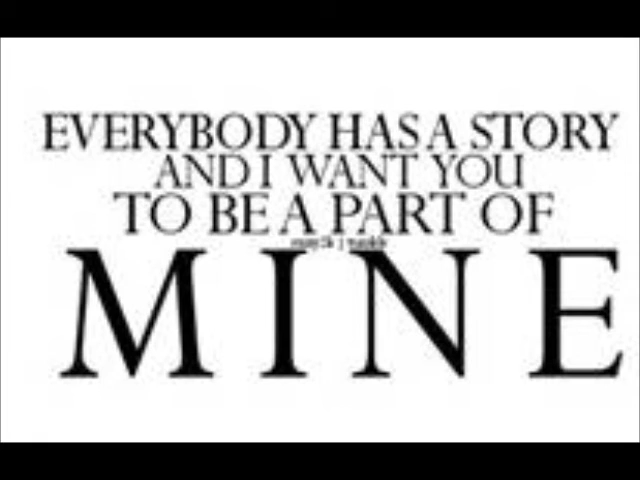 EVERYBODY HAS A STORY
AND I WANT YOU
TO BE A PART OF
MINE